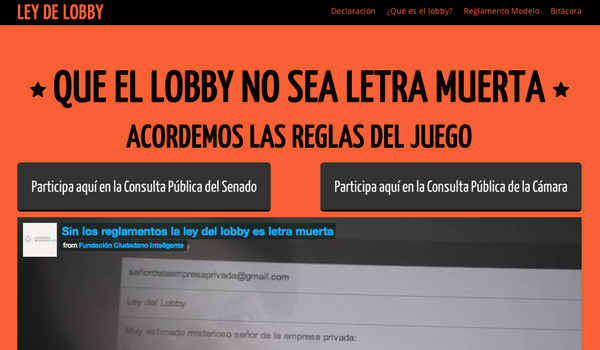 LEY DE LOBBY
Declaración ¿Qué es el lobby? Reglamento Modelo Bitácora
QUE EL LOBBY NO SEA LETRA MUERTA
ACORDEMOS LAS REGLAS DEL JUEGO
Participa aquí en la Consulta Pública del Senado
Participa aquí en la Consulta Pública de la Cámara
Sin los reglamentos la ley del lobby es letra muerta
from Fundación Ciudadano Inteligente
señordelaempresaprivada@gmail.com
Ley del Lobby
Muy estimado misterioso señor de la empresa privada: